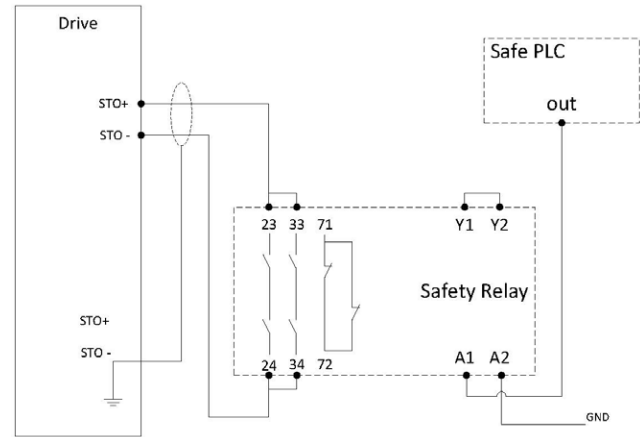 Drive
Safe PLC
out
STO+
STO -
23 33 71 Y1 Y2
Safety Relay
STO+
STO -
24 34 72 A1 A2
GND